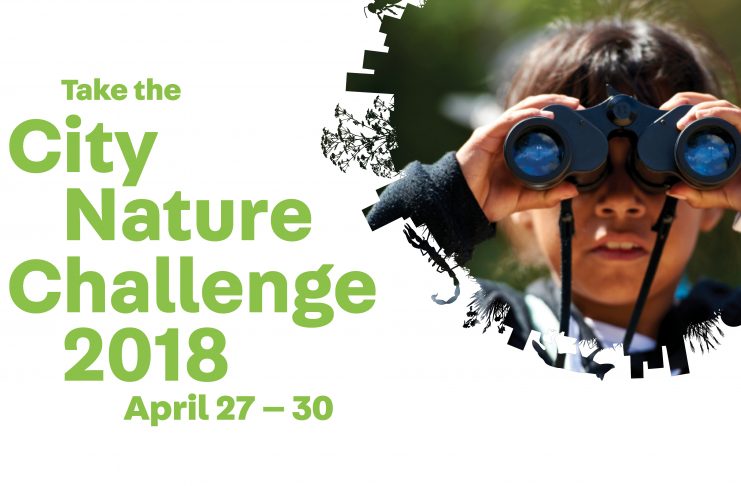 Take the
City
Nature
Challenge
2018
April 27 – 30